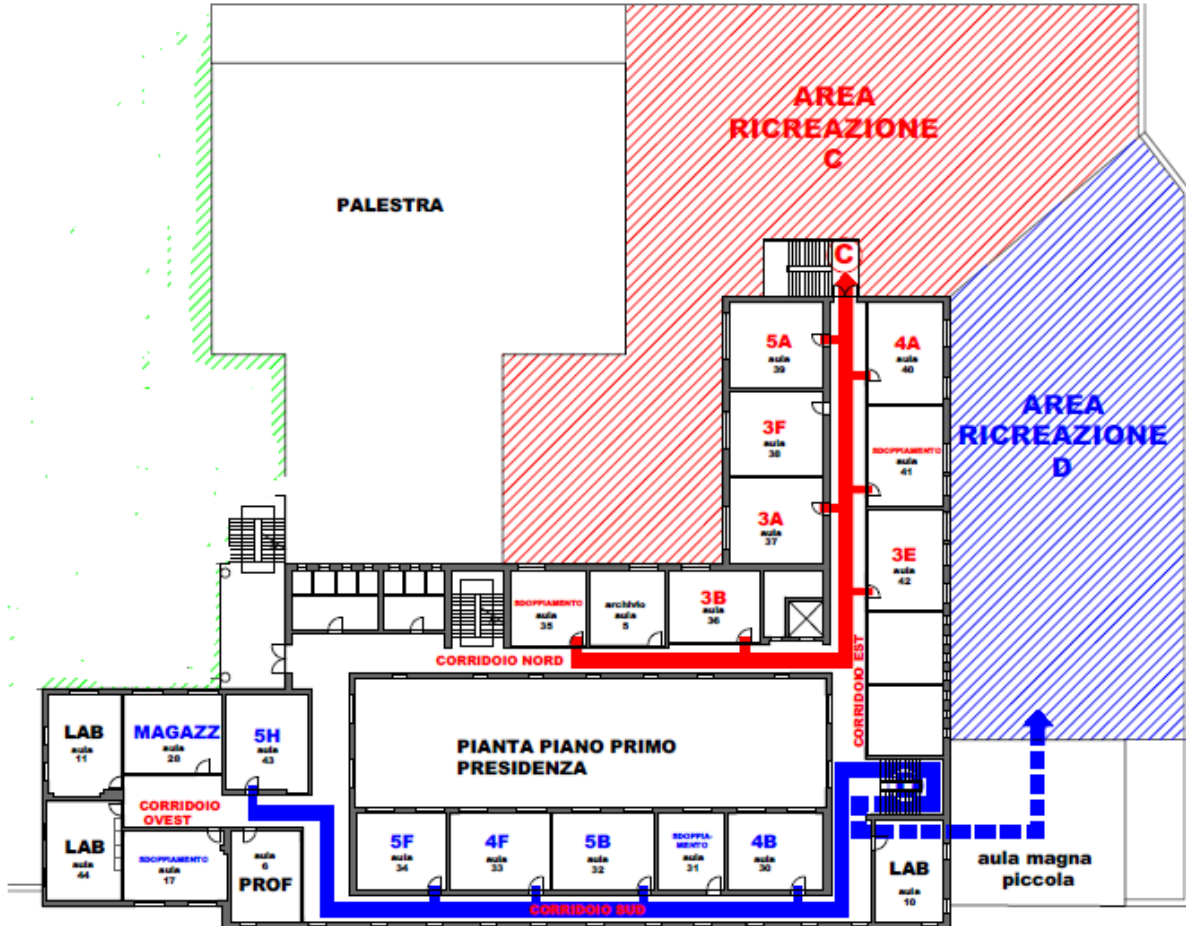 AREA
RICREAZIONE
C
PALESTRA
C
5A
aula
39
4A
aula
40
3F
aula
38
SDOPPIAMENTO
aula
41
AREA
RICREAZIONE
D
3A
aula
37
3E
aula
42
SDOPPIAMENTO
aula
35
archivio
aula
5
3B
aula
36
CORRIDOIO NORD
CORRIDOIO EST
LAB
aula
11
MAGAZZ
aula
28
5H
aula
43
PIANTA PIANO PRIMO
PRESIDENZA
CORRIDOIO
OVEST
LAB
aula
44
SDOPPIAMENTO
aula
17
aula
6
PROF
5F
aula
34
4F
aula
33
5B
aula
32
SDOPPIA-
MENTO
aula
31
4B
aula
30
CORRIDOIO SUD
LAB
aula
10
aula magna
piccola